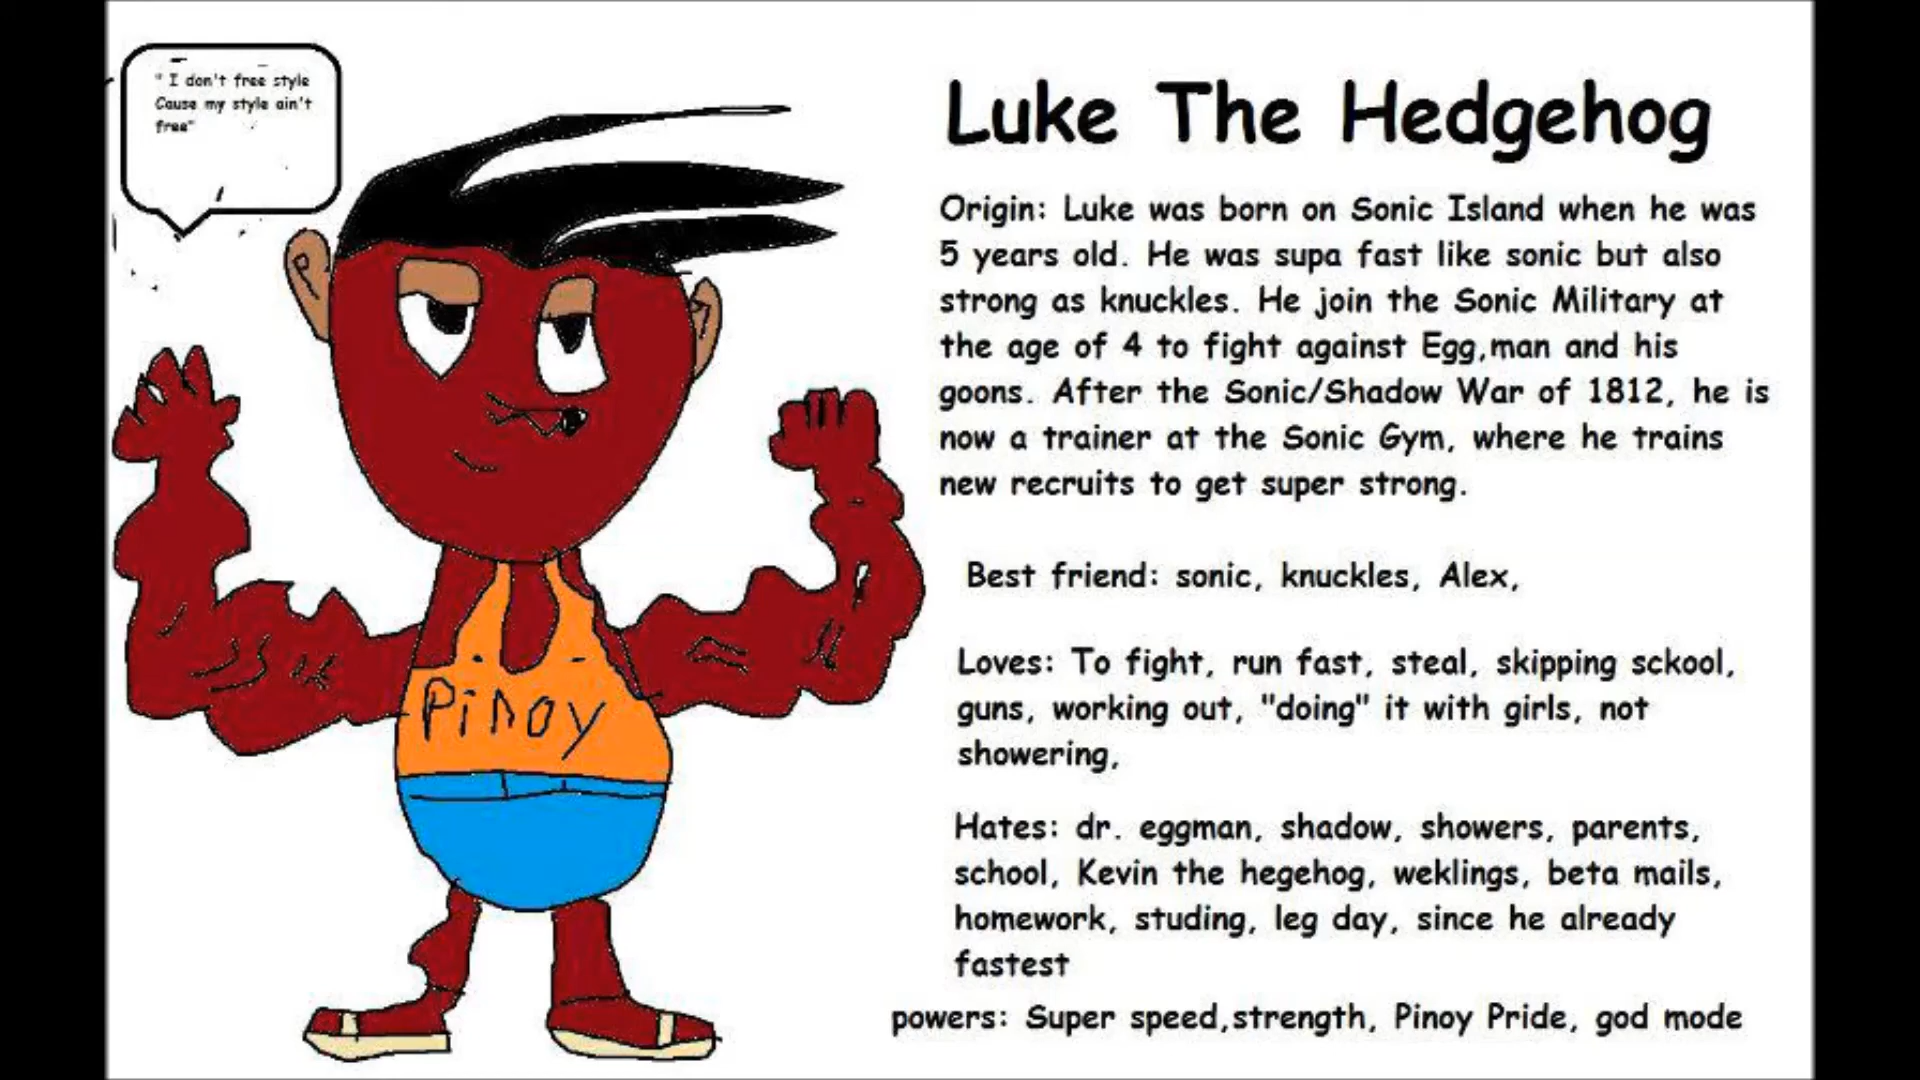 " I don't free style
Cause my style ain't
free"
Luke The Hedgehog
Origin: Luke was born on Sonic Island when he was
5 years old. He was supa fast like sonic but also
strong as knuckles. He join the Sonic Military at
the age of 4 to fight against Egg,man and his
goons. After the Sonic/Shadow War of 1812, he is
now a trainer at the Sonic Gym, where he trains
new recruits to get super strong.
Best friend: sonic, knuckles, Alex,
Loves: To fight, run fast, steal, skipping sckool,
guns, working out, "doing" it with girls, not
showering,
Hates: dr. eggman, shadow, showers, parents,
school, Kevin the hegehog, weklings, beta mails,
homework, studing, leg day, since he already
fastest
powers: Super speed,strength, Pinoy Pride, god mode
Pinoy